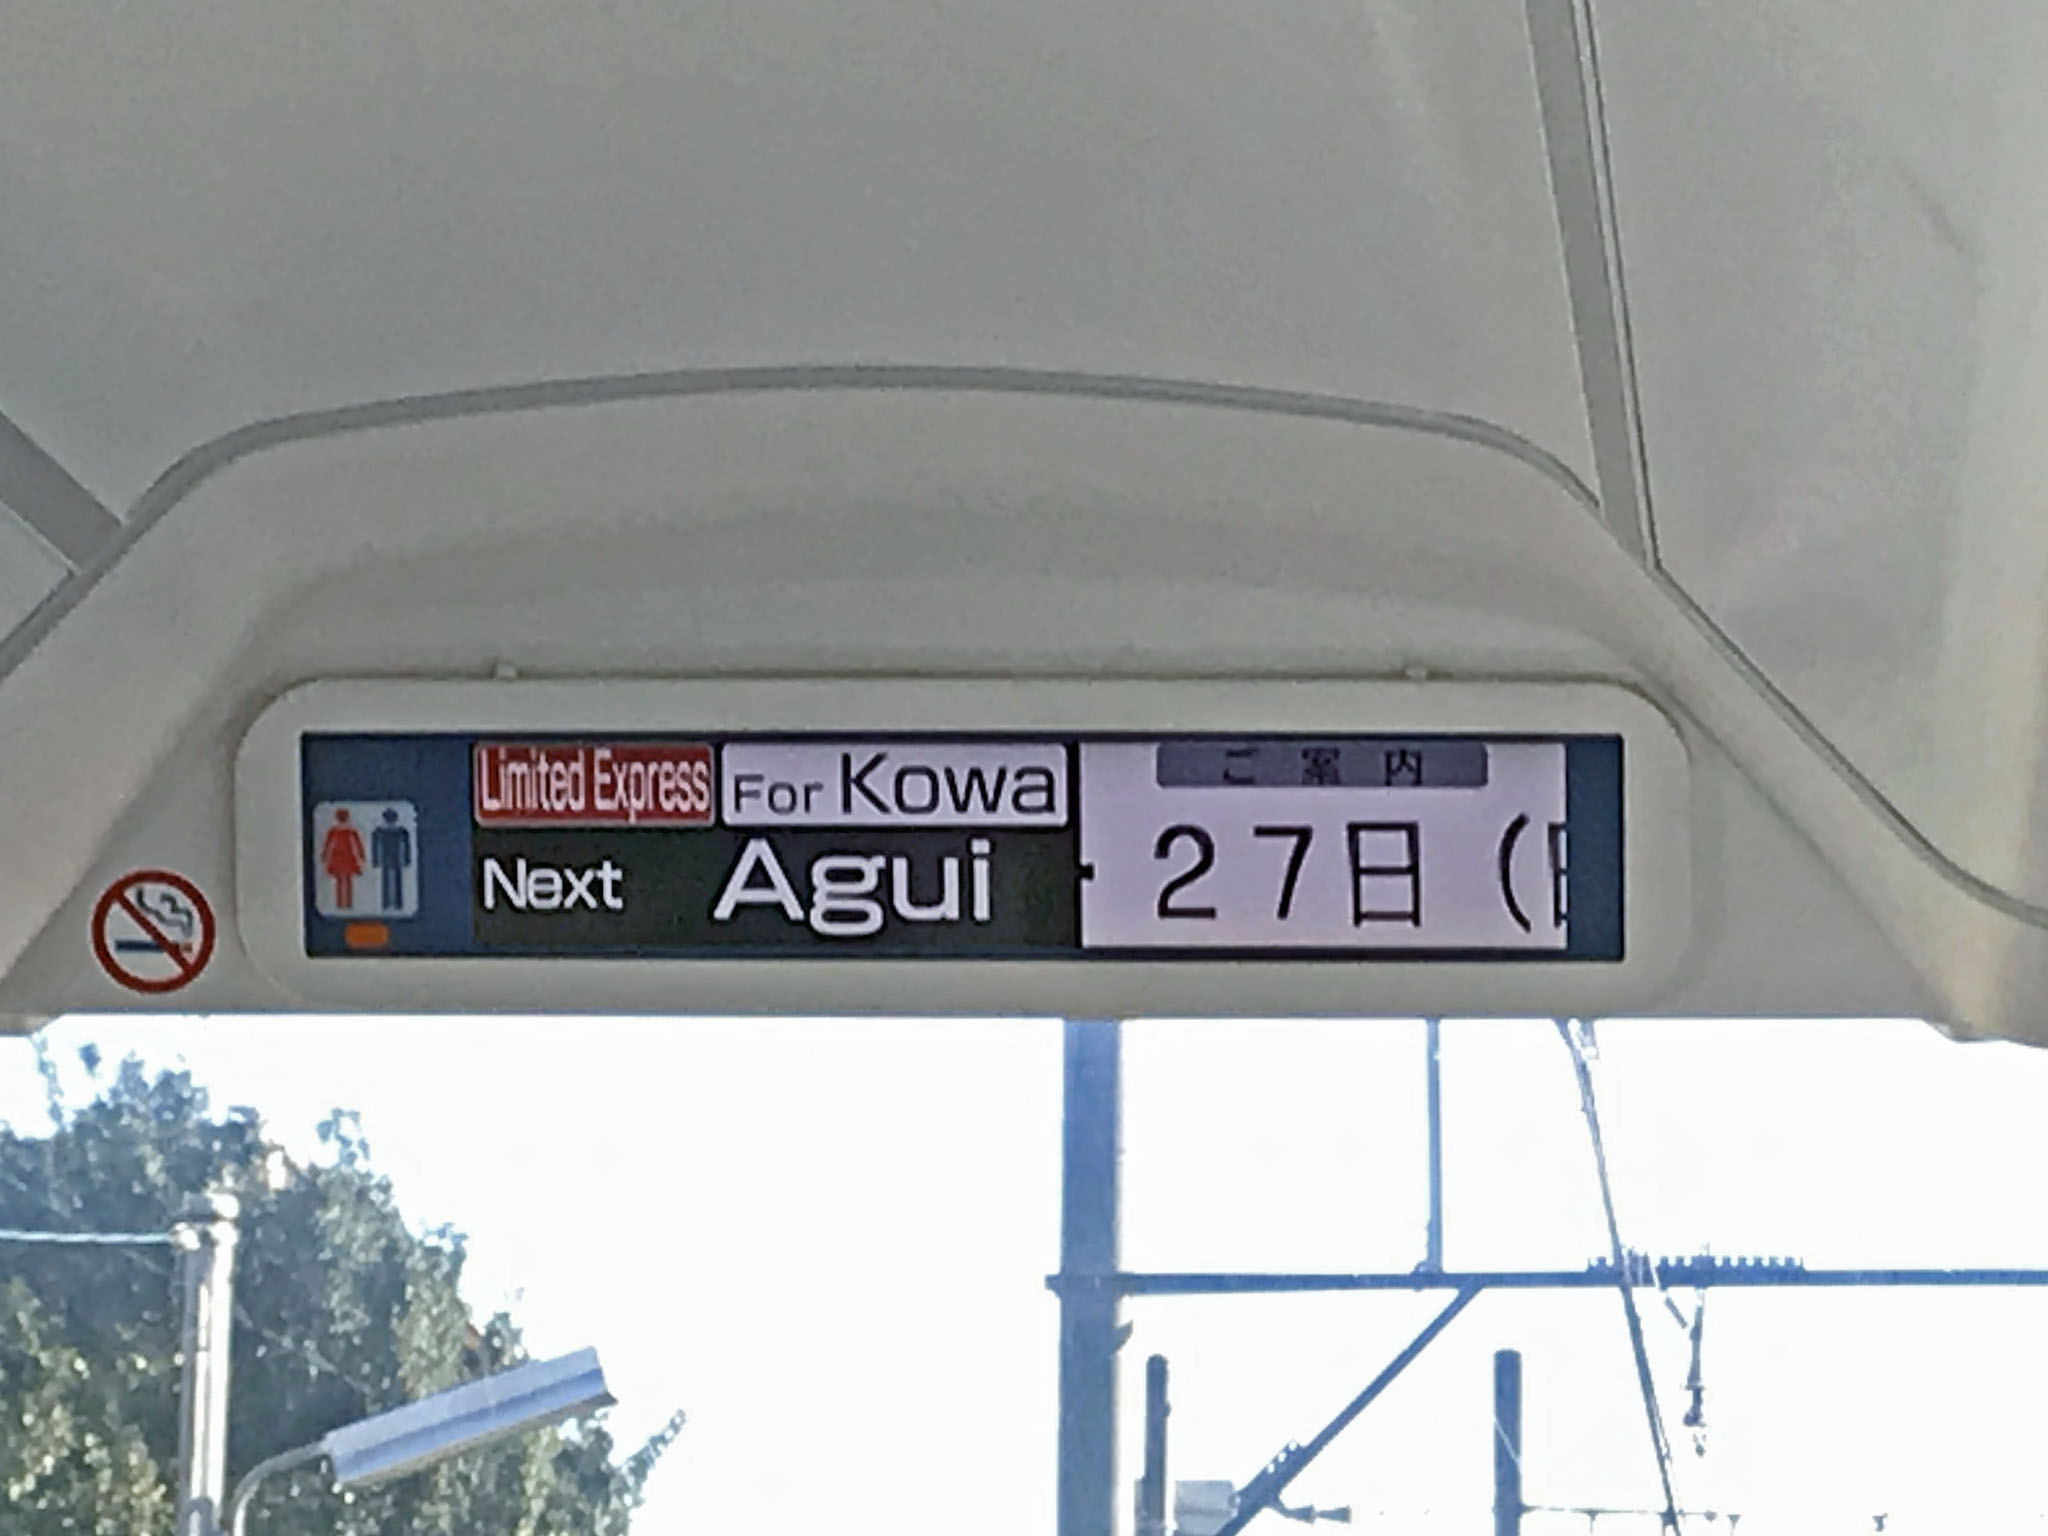 Limited Express For Kowa
Next Agui
ご案内
27日(